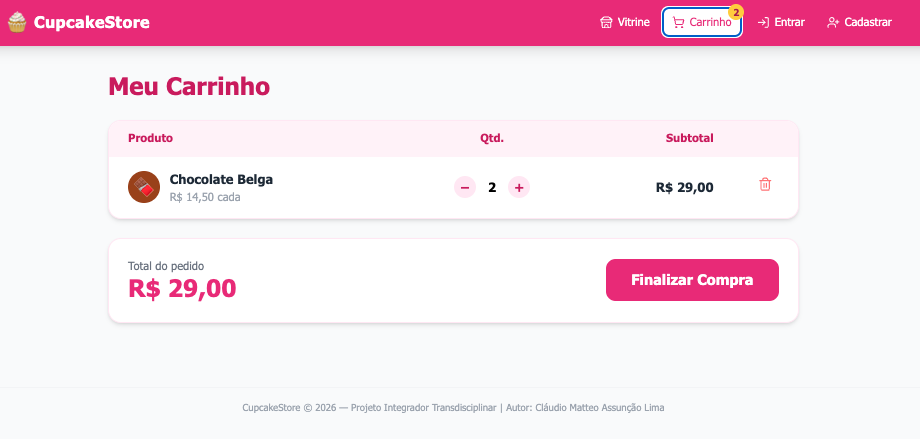 CupcakeStore
Vitrine
Carrinho
2
Entrar
Cadastrar
Meu Carrinho
Produto Qtd. Subtotal
Chocolate Belga
R$ 14,50 cada
− 2 +
R$ 29,00
Total do pedido
R$ 29,00
Finalizar Compra
CupcakeStore © 2026 — Projeto Integrador Transdisciplinar | Autor: Cláudio Matteo Assunção Lima